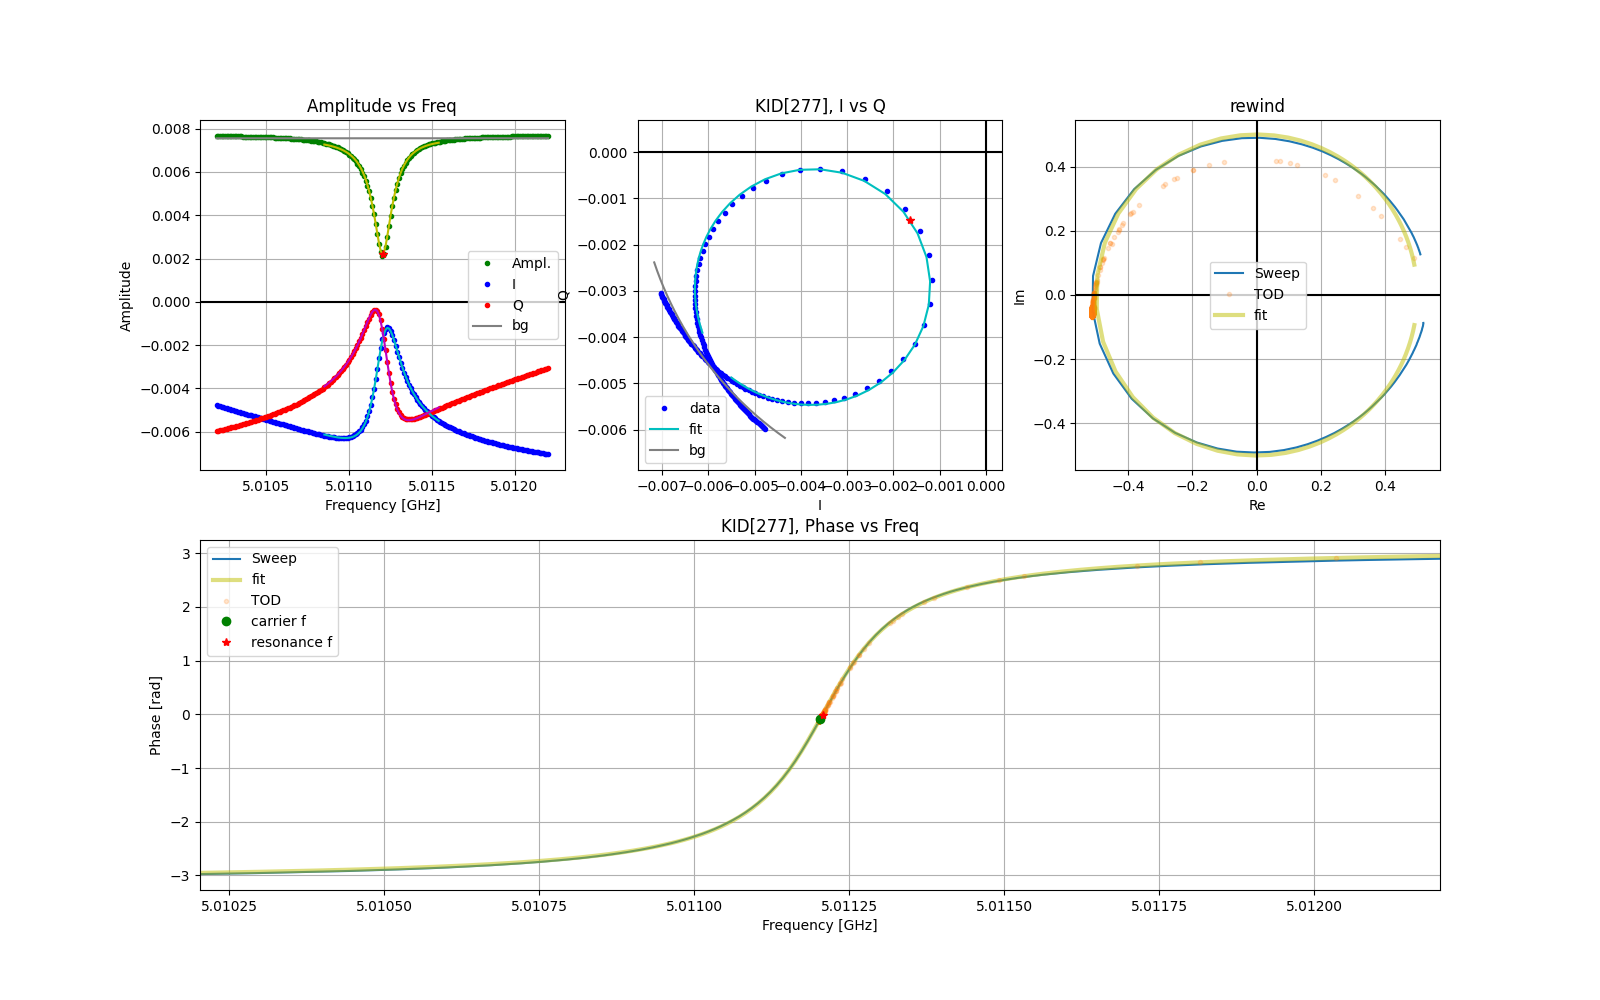 Amplitude vs Freq
Amplitude
0.008
0.006
0.004
0.002
0.000
−0.002
−0.004
−0.006
5.01105
5.01110
5.01115
5.01120
Frequency [GHz]
Ampl.
I
Q
bg
KID[277], I vs Q
Q
0.000
−0.001
−0.002
−0.003
−0.004
−0.005
−0.006
−0.007
−0.006
−0.005
−0.004
−0.003
−0.002
−0.001
0.000
I
data
fit
bg
rewind
Im
0.4
0.2
0.0
−0.2
−0.4
−0.4
−0.2
0.0
0.2
0.4
Re
Sweep
TOD
fit
KID[277], Phase vs Freq
Phase [rad]
3
2
1
0
−1
−2
−3
5.01025
5.01050
5.01075
5.01100
5.01125
5.01150
5.01175
5.01200
Frequency [GHz]
Sweep
fit
TOD
carrier f
resonance f